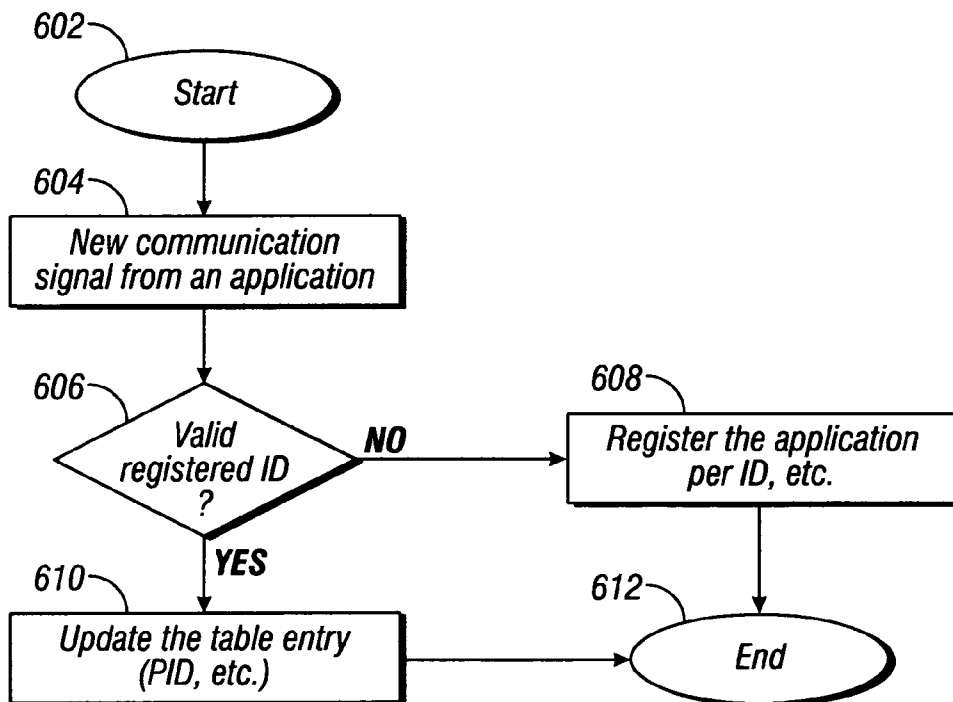 602
Start
604
New communication
signal from an application
606
Valid
registered ID
?
NO
608
Register the application
per ID, etc.
YES
610
Update the table entry
(PID, etc.)
612
End